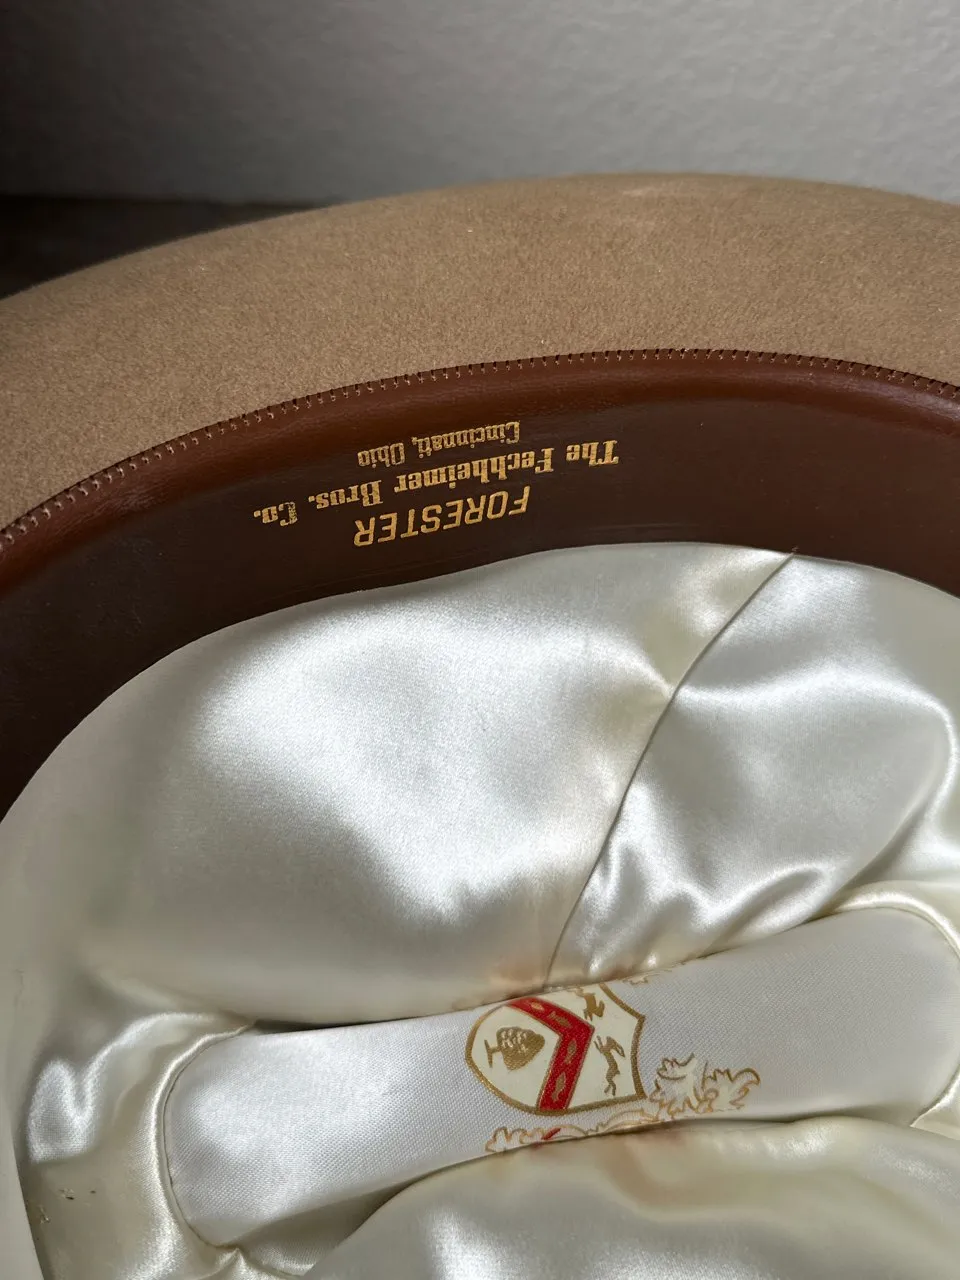 FORESTER
The Fechheimer Bros. Co.
Cincinnati, Ohio